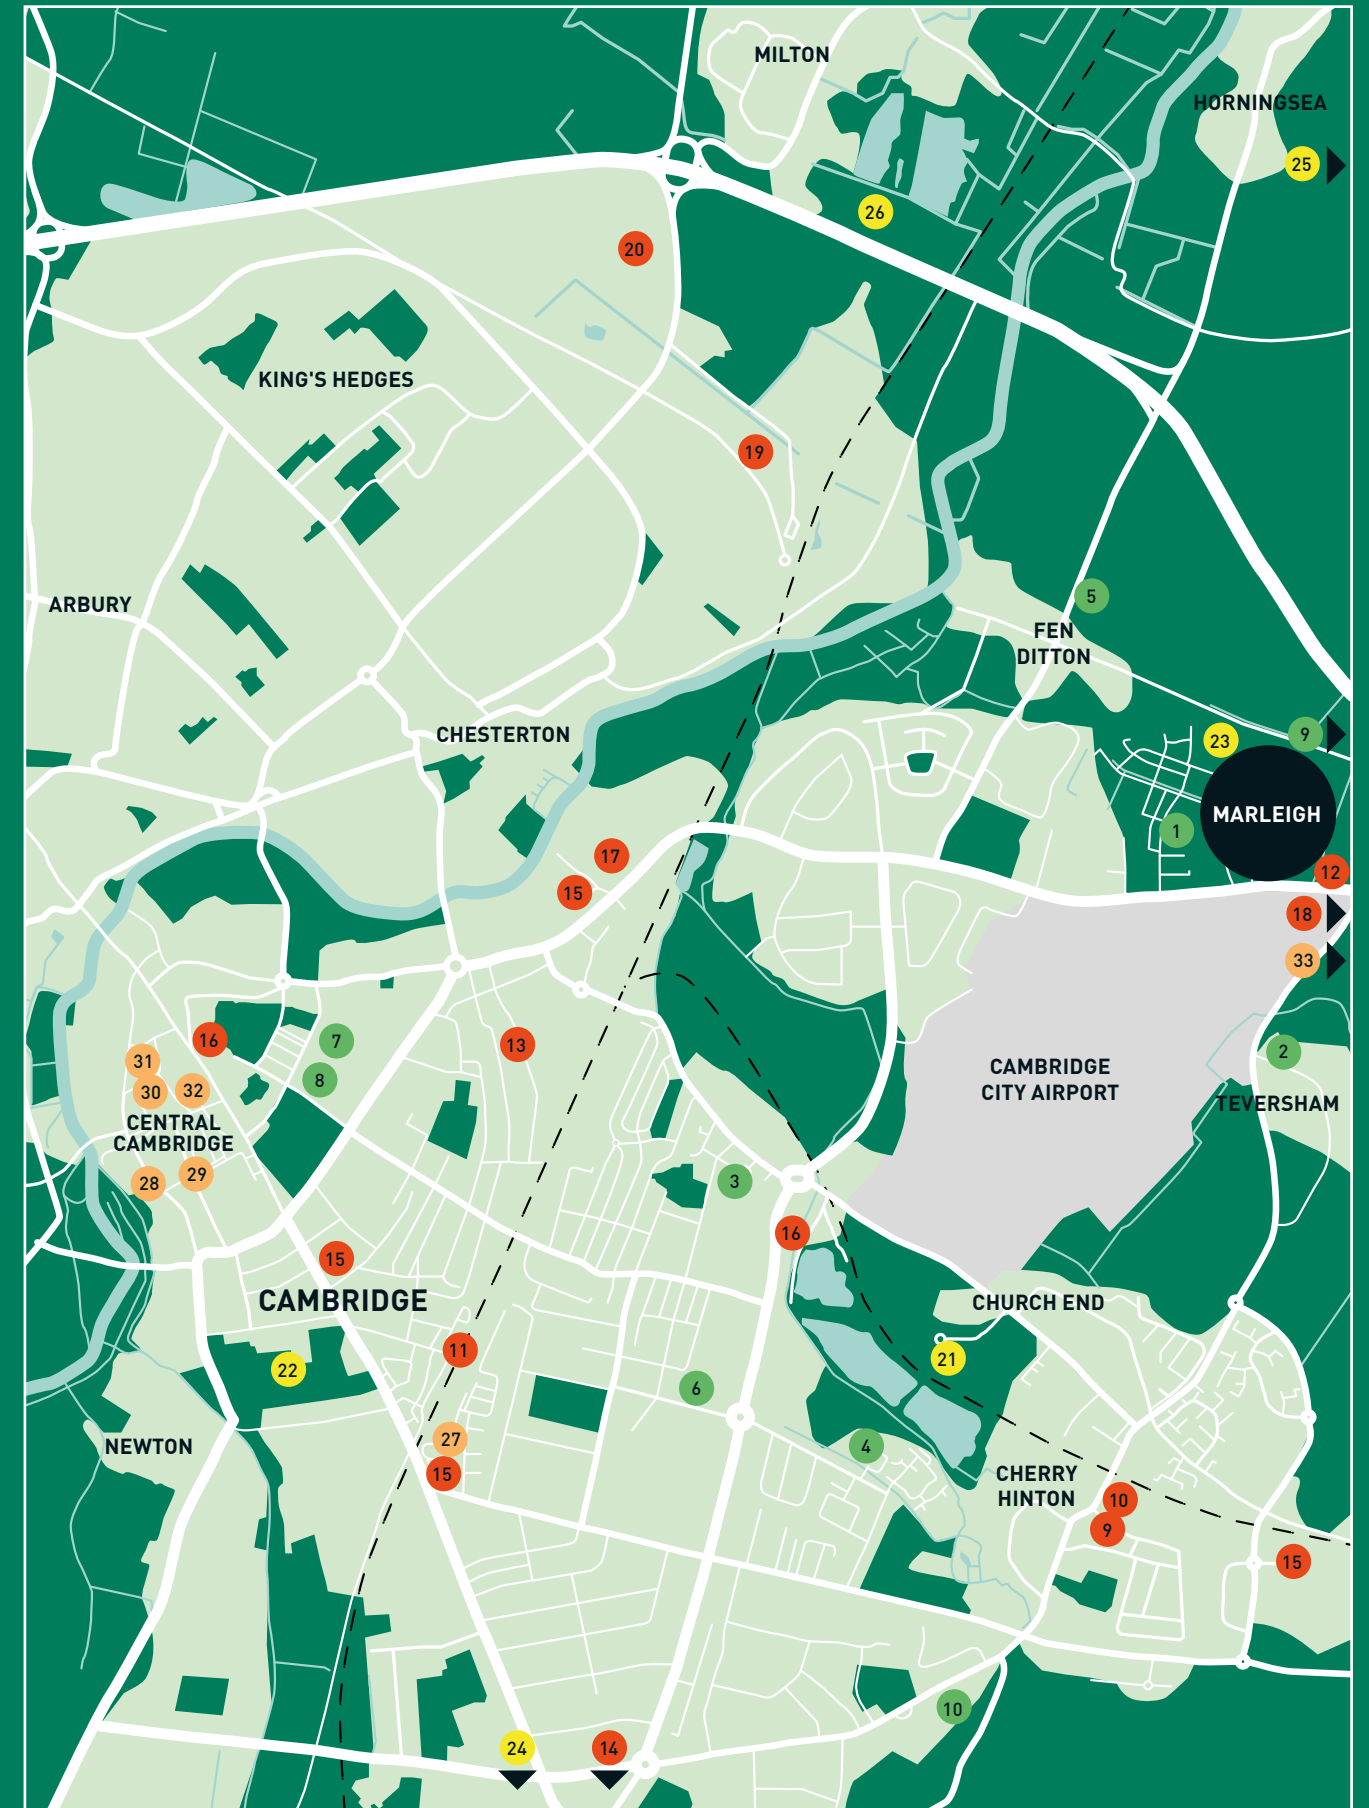 MILTON
HORNINGSEA
25
26
20
KING'S HEDGES
19
ARBURY
5
FEN
DITTON
CHESTERTON
23
9
MARLEIGH
1
17
15
12
18
33
16
7
13
31
8
30
32
CENTRAL
CAMBRIDGE
28
29
CAMBRIDGE
CITY AIRPORT
2
TEVERSHAM
3
16
15
CAMBRIDGE
CHURCH END
11
22
21
6
27
4
NEWTON
15
CHERRY
HINTON
10
9
15
10
24
14